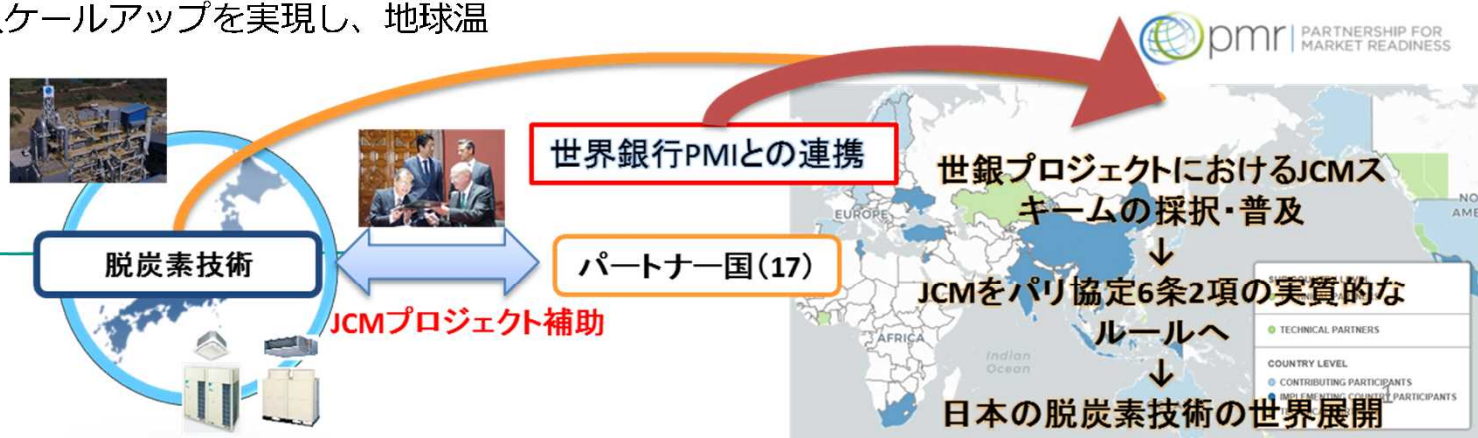 スケールアップを実現し、地球温
pmr
PARTNERSHIP FOR
MARKET READINESS
世界銀行PMIとの連携
脱炭素技術
パートナー国(17)
JCMプロジェクト補助
世銀プロジェクトにおけるJCMス
キームの採択・普及
↓
JCMをパリ協定6条2項の実質的な
ルールへ
↓
日本の脱炭素技術の世界展開
EUROPE
AFRICA
Indian
Ocean
NO
AME
TECHNICAL PARTNERS
COUNTRY LEVEL
CONTRIBUTING PARTICIPANTS
IMPLEMENTING COUNTRY PARTICIPANTS
1